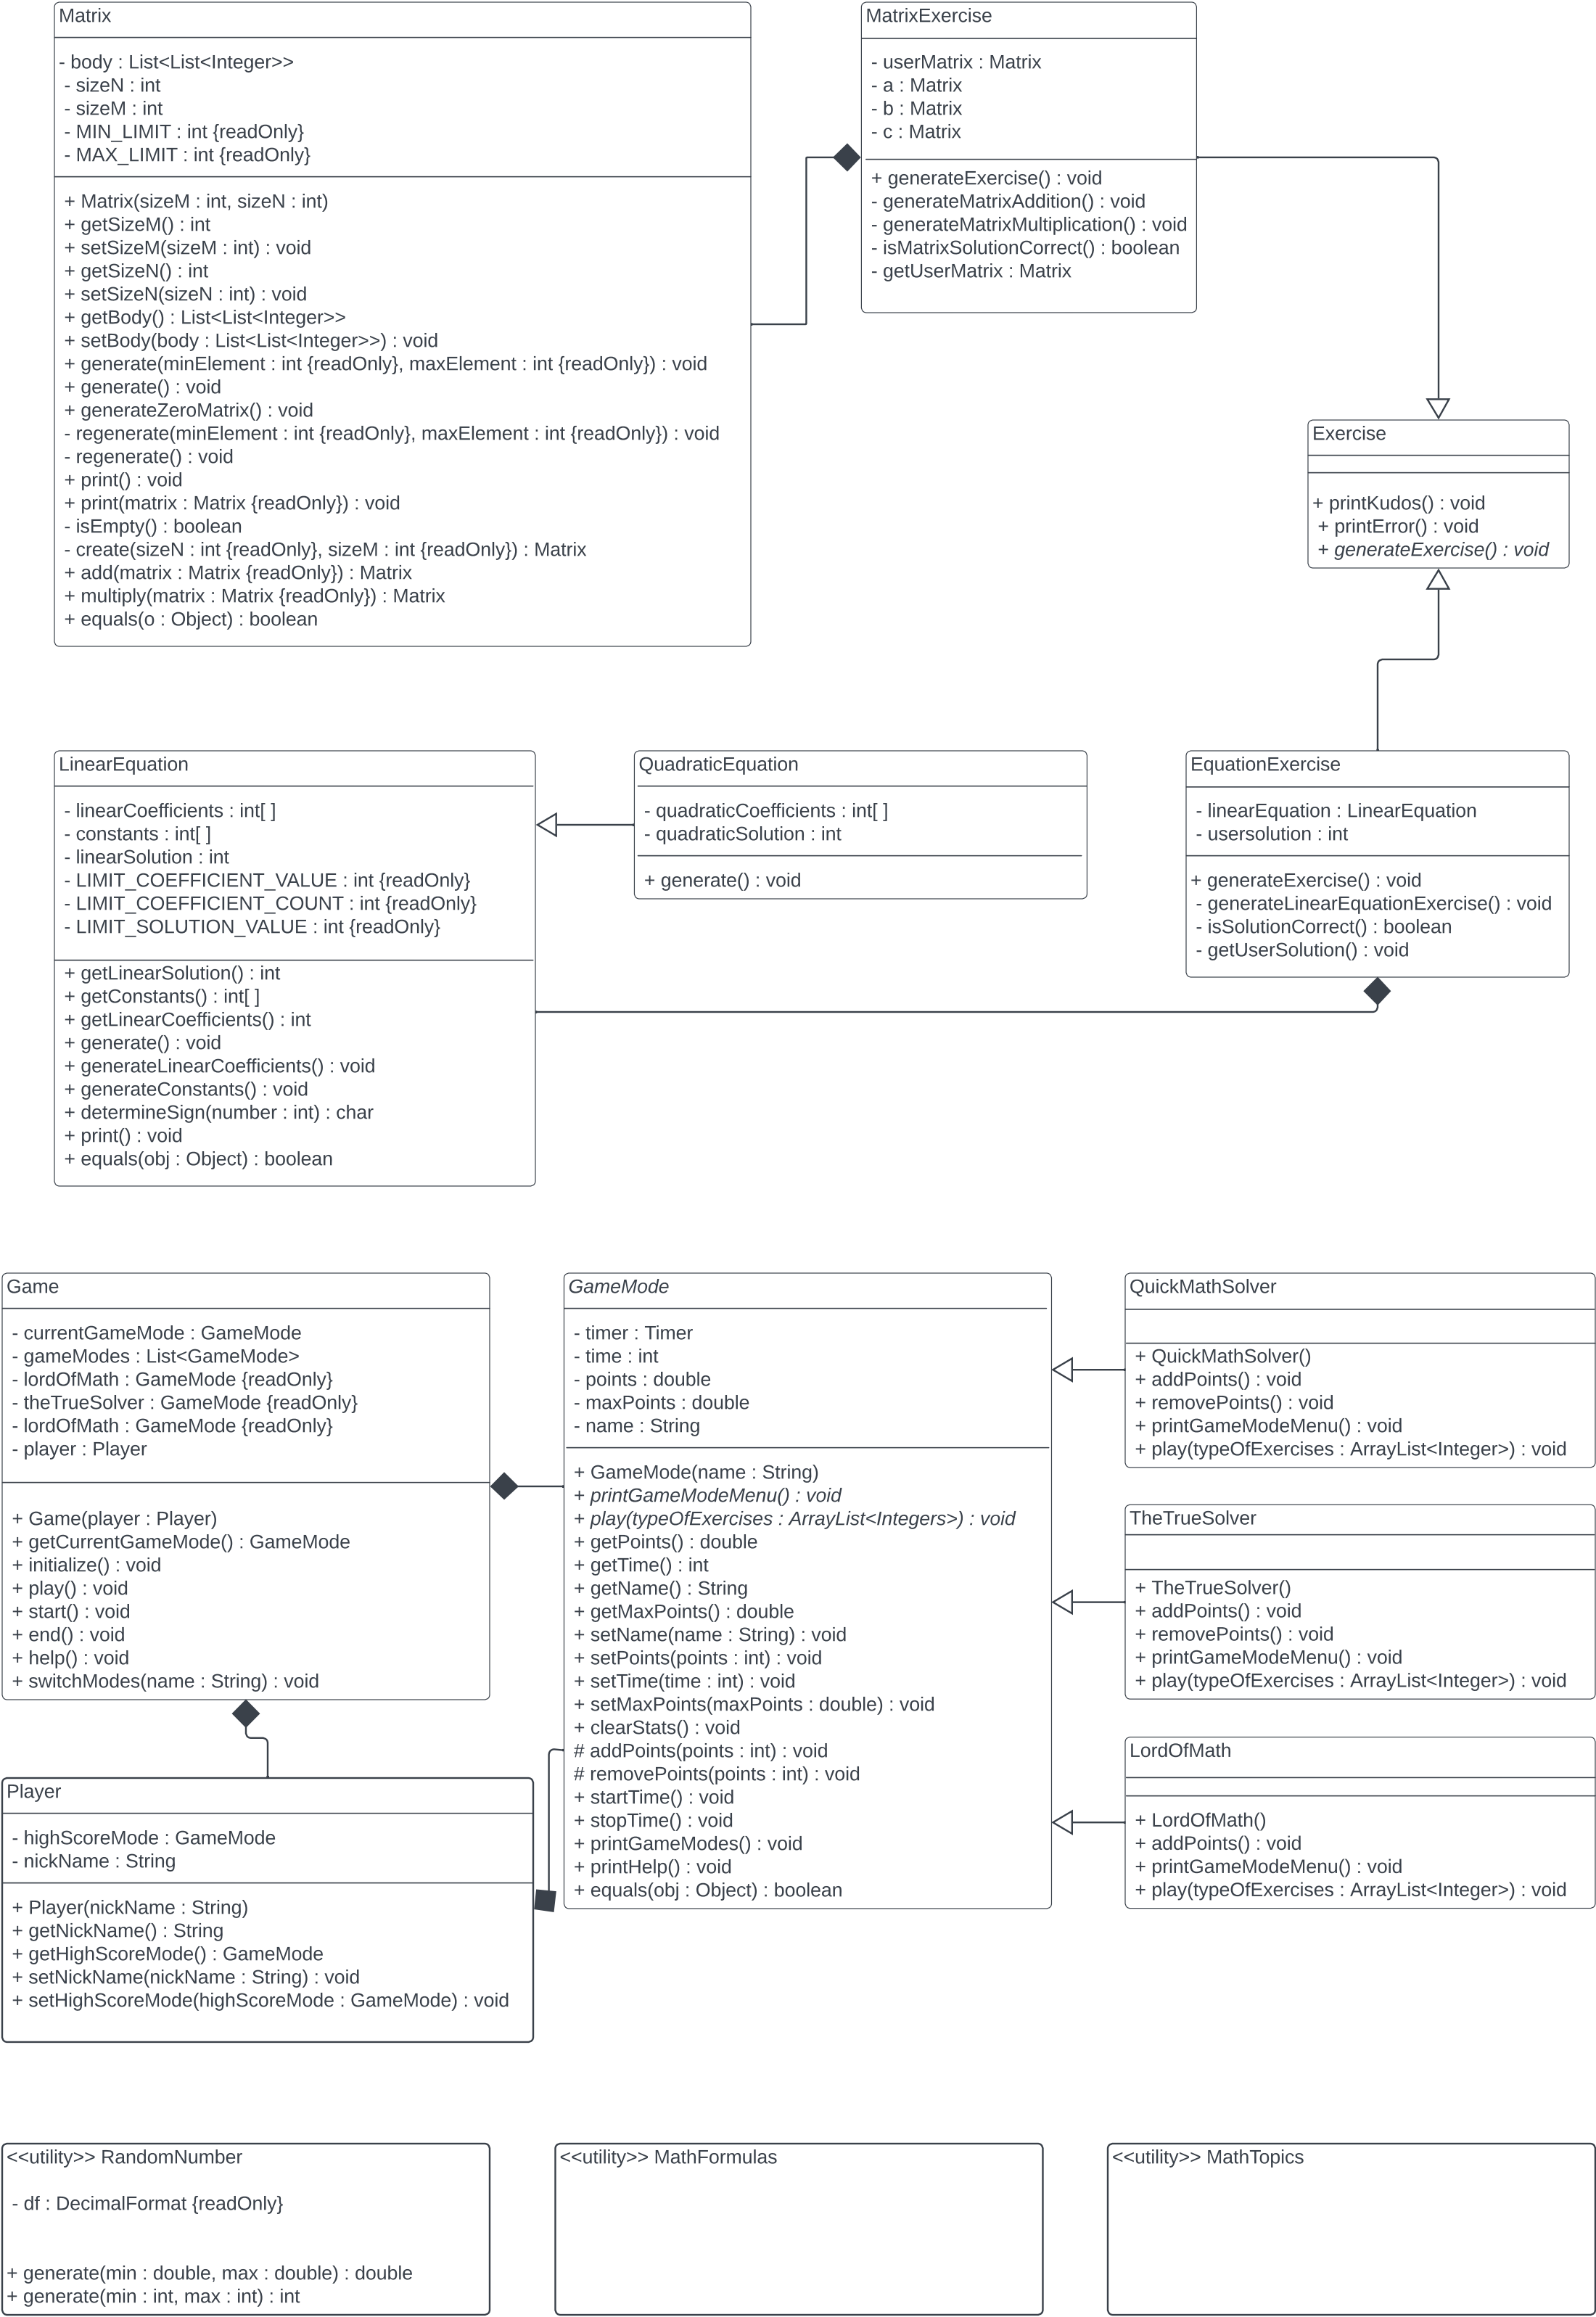 Matrix
- body : List<List<Integer>>
- sizeN : int
- sizeM : int
- MIN_LIMIT : int {readOnly}
- MAX_LIMIT : int {readOnly}
+ Matrix(sizeM : int, sizeN : int)
+ getSizeM() : int
+ setSizeM(sizeM : int) : void
+ getSizeN() : int
+ setSizeN(sizeN : int) : void
+ getBody() : List<List<Integer>>
+ setBody(body : List<List<Integer>>) : void
+ generate(minElement : int {readOnly}, maxElement : int {readOnly}) : void
+ generate() : void
+ generateZeroMatrix() : void
- regenerate(minElement : int {readOnly}, maxElement : int {readOnly}) : void
- regenerate() : void
+ print() : void
+ print(matrix : Matrix {readOnly}) : void
- isEmpty() : boolean
- create(sizeN : int {readOnly}, sizeM : int {readOnly}) : Matrix
+ add(matrix : Matrix {readOnly}) : Matrix
+ multiply(matrix : Matrix {readOnly}) : Matrix
+ equals(o : Object) : boolean
MatrixExercise
- userMatrix : Matrix
- a : Matrix
- b : Matrix
- c : Matrix
+ generateExercise() : void
- generateMatrixAddition() : void
- generateMatrixMultiplication() : void
- isMatrixSolutionCorrect() : boolean
- getUserMatrix : Matrix
Exercise
+ printKudos() : void
+ printError() : void
+ generateExercise() : void
LinearEquation
- linearCoefficients : int[ ]
- constants : int[ ]
- linearSolution : int
- LIMIT_COEFFICIENT_VALUE : int {readOnly}
- LIMIT_COEFFICIENT_COUNT : int {readOnly}
- LIMIT_SOLUTION_VALUE : int {readOnly}
+ getLinearSolution() : int
+ getConstants() : int[ ]
+ getLinearCoefficients() : int
+ generate() : void
+ generateLinearCoefficients() : void
+ generateConstants() : void
+ determineSign(number : int) : char
+ print() : void
+ equals(obj : Object) : boolean
QuadraticEquation
- quadraticCoefficients : int[ ]
- quadraticSolution : int
+ generate() : void
EquationExercise
- linearEquation : LinearEquation
- usersolution : int
+ generateExercise() : void
- generateLinearEquationExercise() : void
- isSolutionCorrect() : boolean
- getUserSolution() : void
Game
- currentGameMode : GameMode
- gameModes : List<GameMode>
- lordOfMath : GameMode {readOnly}
- theTrueSolver : GameMode {readOnly}
- lordOfMath : GameMode {readOnly}
- player : Player
+ Game(player : Player)
+ getCurrentGameMode() : GameMode
+ initialize() : void
+ play() : void
+ start() : void
+ end() : void
+ help() : void
+ switchModes(name : String) : void
GameMode
- timer : Timer
- time : int
- points : double
- maxPoints : double
- name : String
+ GameMode(name : String)
+ printGameModeMenu() : void
+ play(typeOfExercises : ArrayList<Integers>) : void
+ getPoints() : double
+ getTime() : int
+ getName() : String
+ getMaxPoints() : double
+ setName(name : String) : void
+ setPoints(points : int) : void
+ setTime(time : int) : void
+ setMaxPoints(maxPoints : double) : void
+ clearStats() : void
# addPoints(points : int) : void
# removePoints(points : int) : void
+ startTime() : void
+ stopTime() : void
+ printGameModes() : void
+ printHelp() : void
+ equals(obj : Object) : boolean
QuickMathSolver
+ QuickMathSolver()
+ addPoints() : void
+ removePoints() : void
+ printGameModeMenu() : void
+ play(typeOfExercises : ArrayList<Integer>) : void
TheTrueSolver
+ TheTrueSolver()
+ addPoints() : void
+ removePoints() : void
+ printGameModeMenu() : void
+ play(typeOfExercises : ArrayList<Integer>) : void
LordOfMath
+ LordOfMath()
+ addPoints() : void
+ printGameModeMenu() : void
+ play(typeOfExercises : ArrayList<Integer>) : void
Player
- highScoreMode : GameMode
- nickName : String
+ Player(nickName : String)
+ getNickName() : String
+ getHighScoreMode() : GameMode
+ setNickName(nickName : String) : void
+ setHighScoreMode(highScoreMode : GameMode) : void
<<utility>> RandomNumber
- df : DecimalFormat {readOnly}
+ generate(min : double, max : double) : double
+ generate(min : int, max : int) : int
<<utility>> MathFormulas
<<utility>> MathTopics